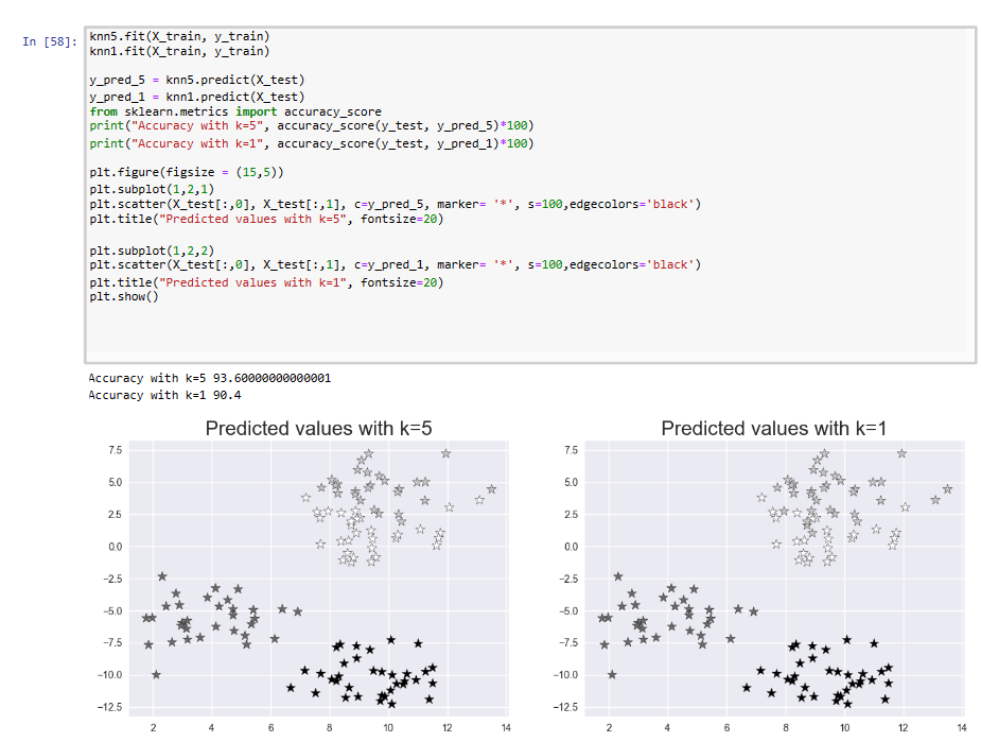 In [58]:
knn5.fit(X_train, y_train)
knn1.fit(X_train, y_train)
y_pred_5 = knn5.predict(X_test)
y_pred_1 = knn1.predict(X_test)
from sklearn.metrics import accuracy_score
print("Accuracy with k=5", accuracy_score(y_test, y_pred_5)*100)
print("Accuracy with k=1", accuracy_score(y_test, y_pred_1)*100)
plt.figure(figsize = (15,5))
plt.subplot(1,2,1)
plt.scatter(X_test[:,0], X_test[:,1], c=y_pred_5, marker= '*', s=100,edgecolors='black')
plt.title("Predicted values with k=5", fontsize=20)
plt.subplot(1,2,2)
plt.scatter(X_test[:,0], X_test[:,1], c=y_pred_1, marker= '*', s=100,edgecolors='black')
plt.title("Predicted values with k=1", fontsize=20)
plt.show()
Accuracy with k=5 93.60000000000001
Accuracy with k=1 90.4
Predicted values with k=5
7.5
5.0
2.5
0.0
−2.5
−5.0
−7.5
−10.0
−12.5
2 4 6 8 10 12 14
Predicted values with k=1
7.5
5.0
2.5
0.0
−2.5
−5.0
−7.5
−10.0
−12.5
2 4 6 8 10 12 14